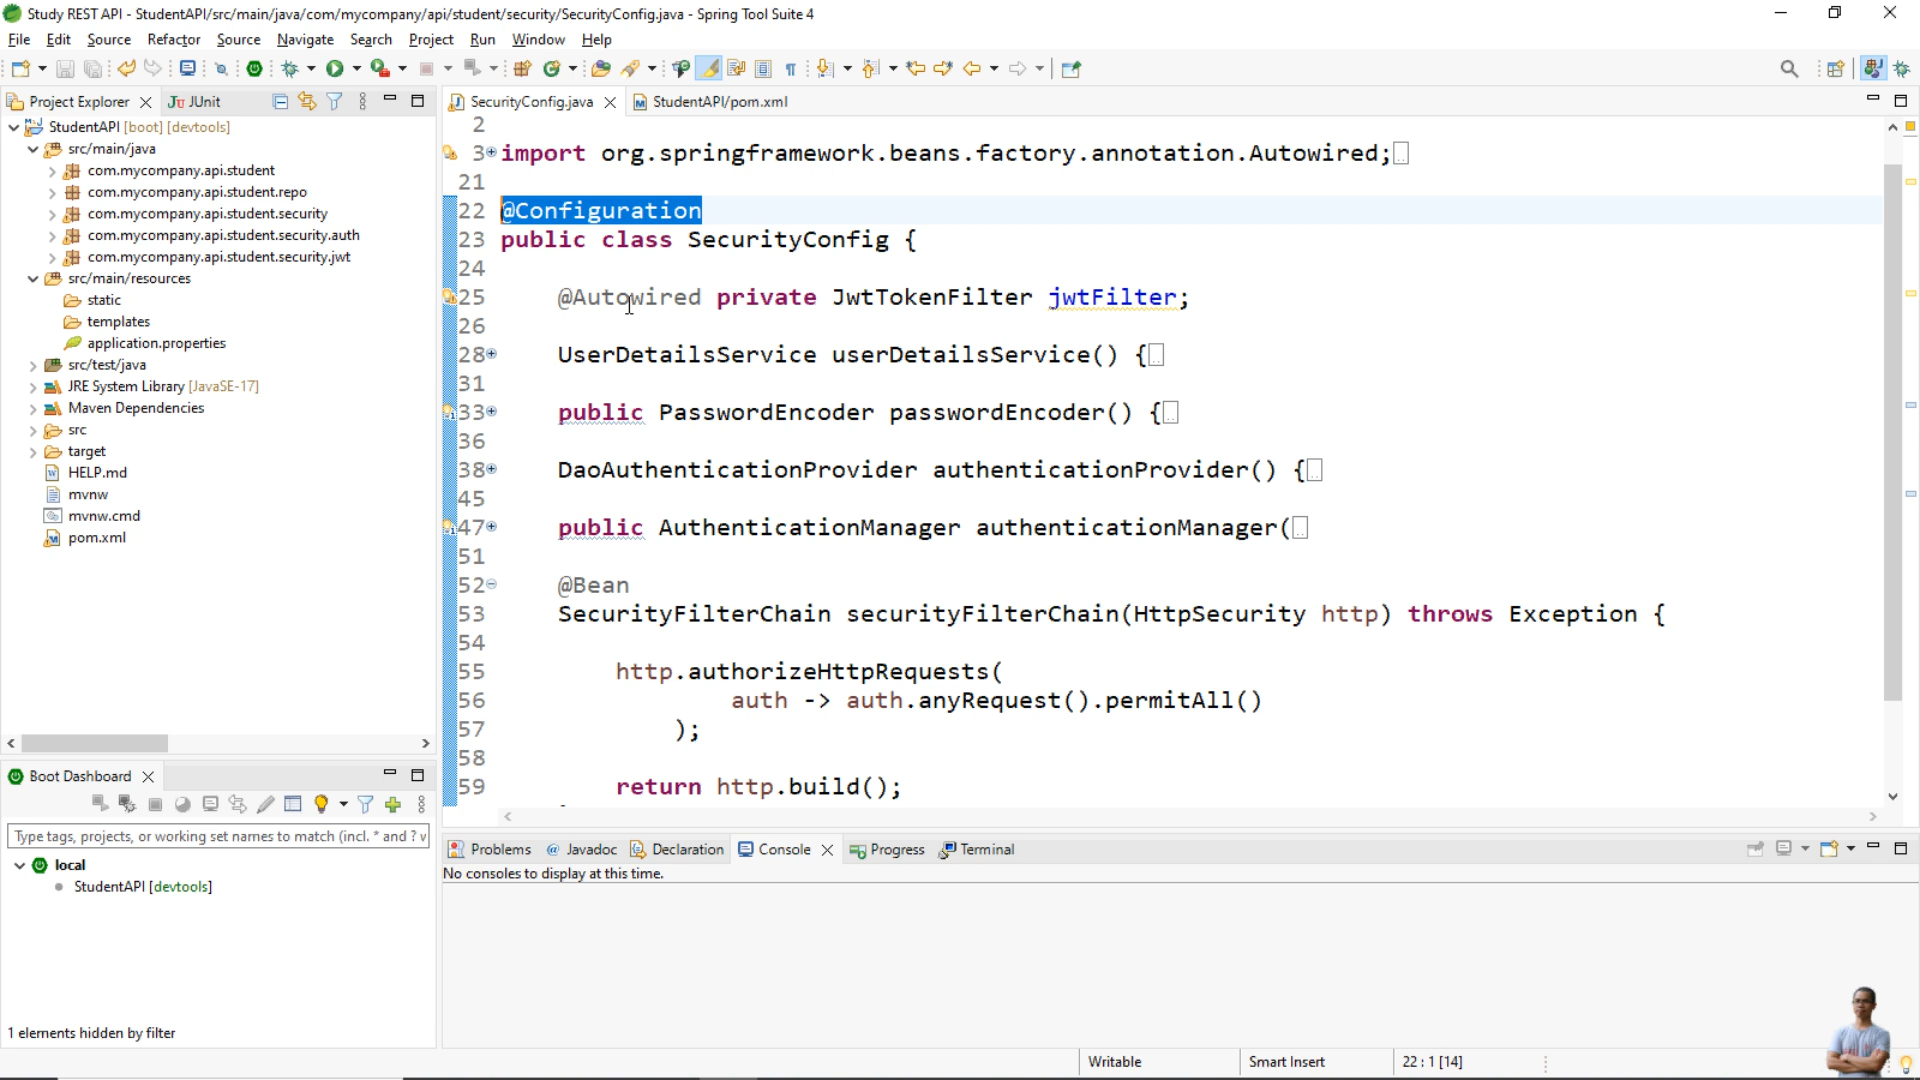 Study REST API - StudentAPI/src/main/java/com/mycompany/api/student/security/SecurityConfig.java - Spring Tool Suite 4
File Edit Source Refactor Source Navigate Search Project Run Window Help
Project Explorer JUnit
StudentAPI [boot] [devtools]
src/main/java
com.mycompany.api.student
com.mycompany.api.student.repo
com.mycompany.api.student.security
com.mycompany.api.student.security.auth
com.mycompany.api.student.security.jwt
src/main/resources
static
templates
application.properties
src/test/java
JRE System Library [JavaSE-17]
Maven Dependencies
src
target
HELP.md
mvnw
mvnw.cmd
pom.xml
Boot Dashboard
Type tags, projects, or working set names to match (incl. * and ? v
local
StudentAPI [devtools]
1 elements hidden by filter
SecurityConfig.java StudentAPI/pom.xml
2
3 import org.springframework.beans.factory.annotation.Autowired;
21
22 @Configuration
23 public class SecurityConfig {
24
25 @Autowired private JwtTokenFilter jwtFilter;
26
28 UserDetailsService userDetailsService() {
31
33 public PasswordEncoder passwordEncoder() {
36
38 DaoAuthenticationProvider authenticationProvider() {
45
47 public AuthenticationManager authenticationManager(
51
52 @Bean
53 SecurityFilterChain securityFilterChain(HttpSecurity http) throws Exception {
54
55 http.authorizeHttpRequests(
56 auth -> auth.anyRequest().permitAll()
57 );
58
59 return http.build();
Problems Javadoc Declaration Console Progress Terminal
No consoles to display at this time.
Writable Smart Insert 22 : 1 [14]